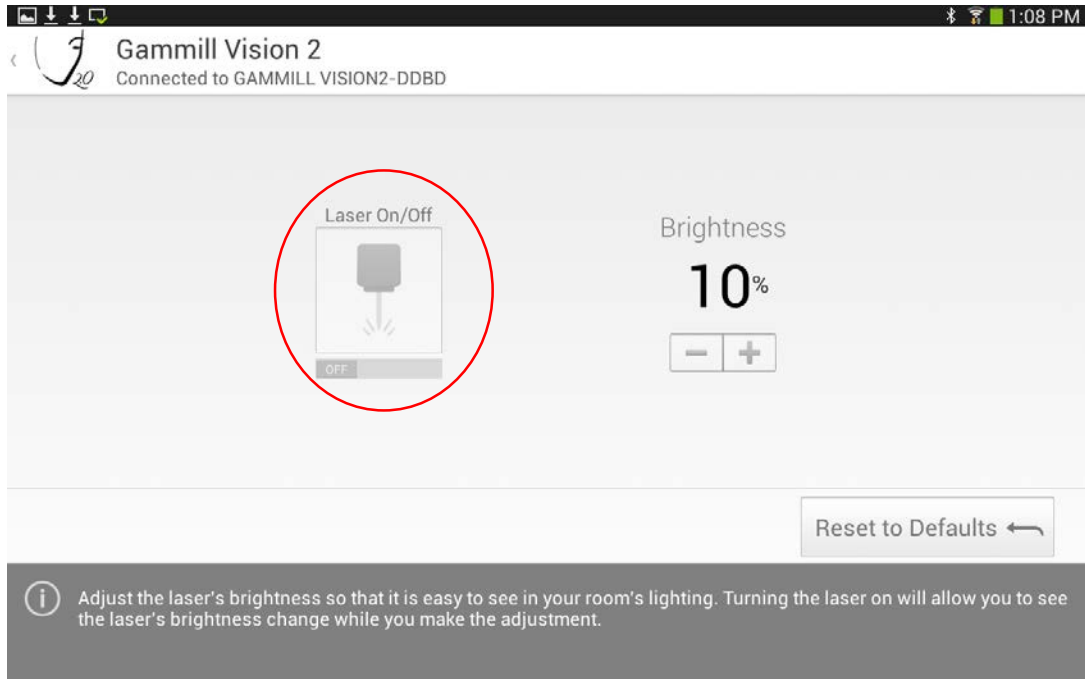 1:08 PM
Gammill Vision 2
20
Connected to GAMMILL VISION2-DDBD
Laser On/Off
OFF
Brightness
10%
Reset to Defaults
Adjust the laser's brightness so that it is easy to see in your room's lighting. Turning the laser on will allow you to see
the laser's brightness change while you make the adjustment.